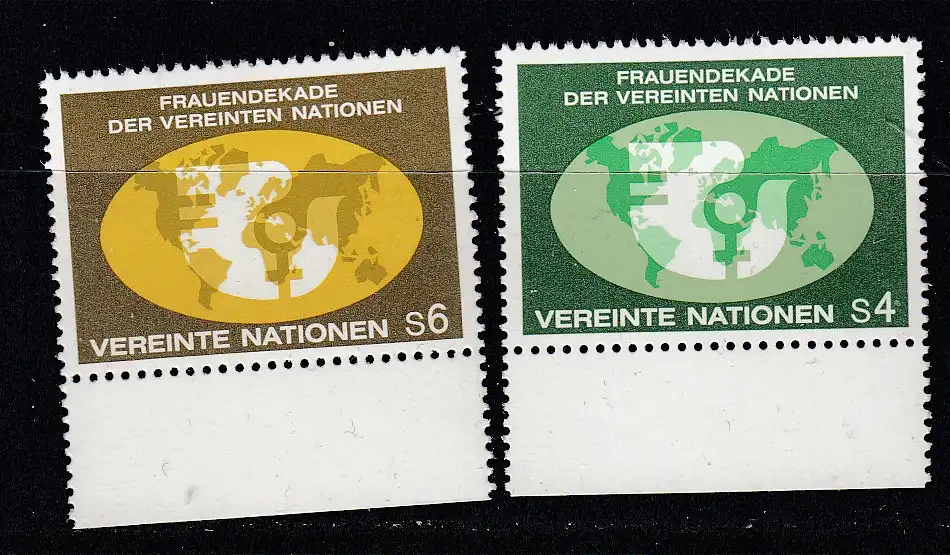 FRAUENDEKADE
DER VEREINTEN NATIONEN
VEREINTE NATIONEN S6
FRAUENDEKADE
DER VEREINTEN NATIONEN
VEREINTE NATIONEN S4